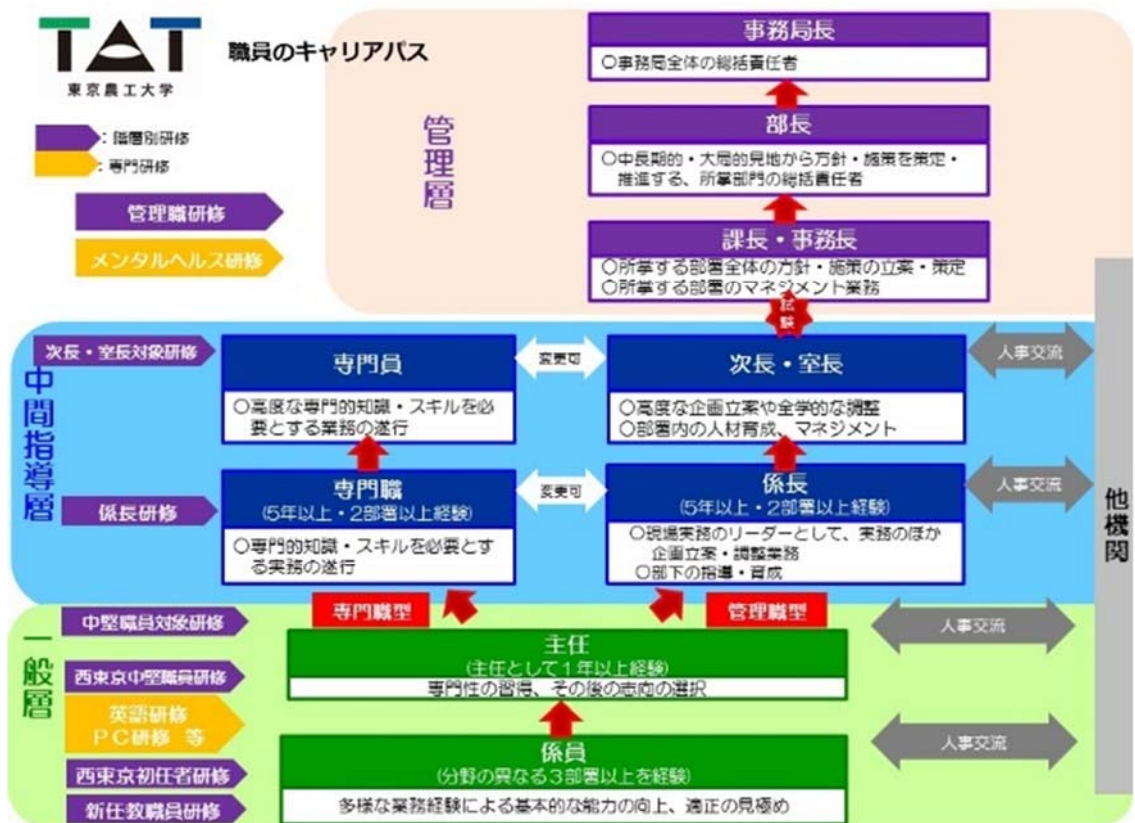 TAT
東京農工大学
職員のキャリアパス
：階層別研修
：専門研修
管理職研修
メンタルヘルス研修
管理層
事務局長
○事務局全体の総括責任者
部長
○中長期的・大局的見地から方針・施策を策定・
推進する、所掌部門の総括責任者
課長・事務長
○所掌する部署全体の方針・施策の立案・策定
○所掌する部署のマネジメント業務
試験
中間指導層
次長・室長対象研修
専門員
○高度な専門的知識・スキルを必
要とする業務の遂行
変更可
次長・室長
○高度な企画立案や全学的な調整
○部署内の人材育成、マネジメント
人事交流
係長研修
専門職
(5年以上・2部署以上経験)
○専門的知識・スキルを必要とす
る実務の遂行
変更可
係長
(5年以上・2部署以上経験)
○現場実務のリーダーとして、実務のほか
企画立案・調整業務
○部下の指導・育成
人事交流
他機関
専門職型
管理職型
一般層
中堅職員対象研修
西東京中堅職員研修
英語研修
ＰＣ研修 等
西東京初任者研修
新任教職員研修
主任
(主任として１年以上経験)
専門性の習得、その後の志向の選択
人事交流
係員
(分野の異なる３部署以上を経験)
多様な業務経験による基本的な能力の向上、適正の見極め
人事交流